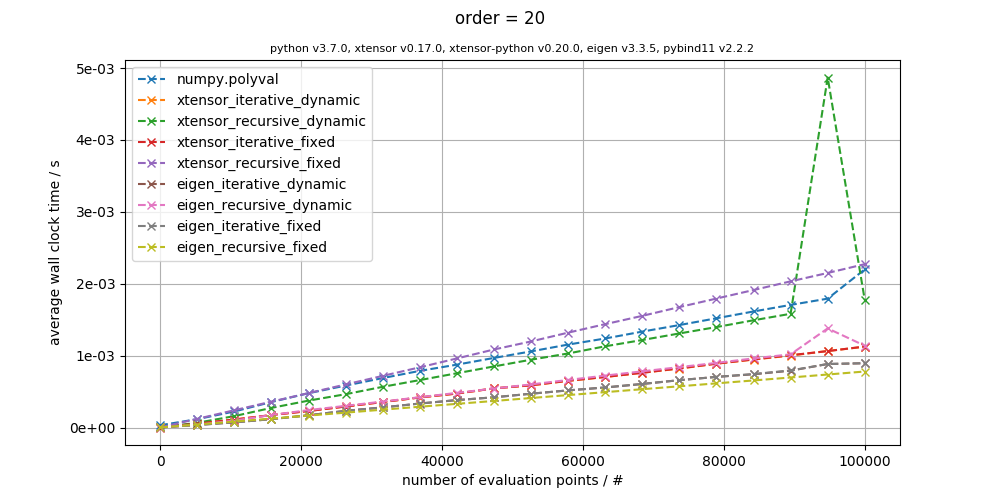 order = 20
python v3.7.0, xtensor v0.17.0, xtensor-python v0.20.0, eigen v3.3.5, pybind11 v2.2.2
numpy.polyval
xtensor_iterative_dynamic
xtensor_recursive_dynamic
xtensor_iterative_fixed
xtensor_recursive_fixed
eigen_iterative_dynamic
eigen_recursive_dynamic
eigen_iterative_fixed
eigen_recursive_fixed
average wall clock time / s
5e-03
4e-03
3e-03
2e-03
1e-03
0e+00
0
20000
40000
60000
80000
100000
number of evaluation points / #